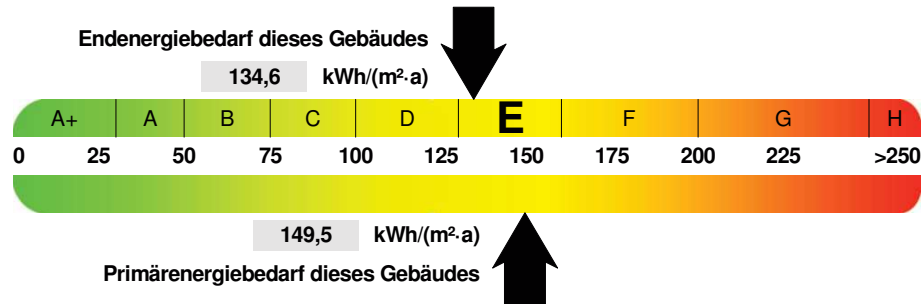 Endenergiebedarf dieses Gebäudes
134,6 kWh/(m²·a)
A+ A B C D E F G H
0 25 50 75 100 125 150 175 200 225 >250
149,5 kWh/(m²·a)
Primärenergiebedarf dieses Gebäudes